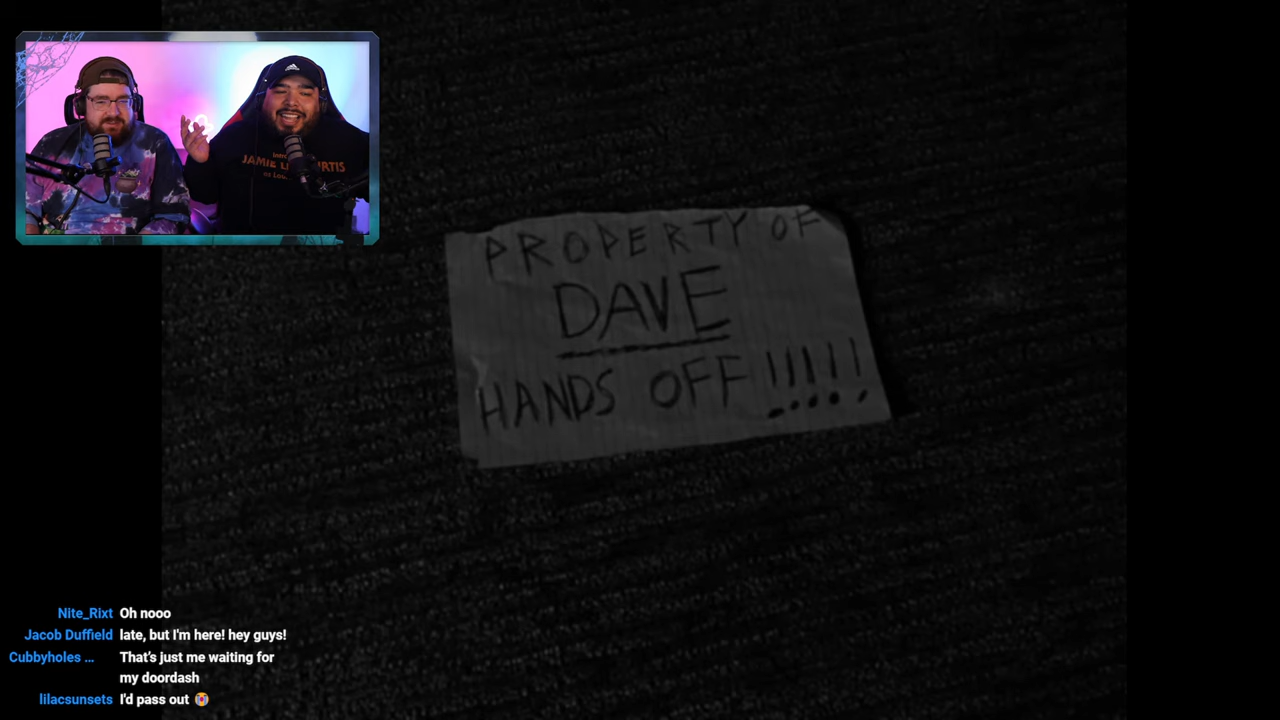 JAMIE
PROPERTY OF
DAVE
HANDS OFF !!!!!
Nite_Rixt Oh nooo
Jacob Duffield late, but I'm here! hey guys!
Cubbyholes ... That's just me waiting for
my doordash
lilacsunsets I'd pass out 😭